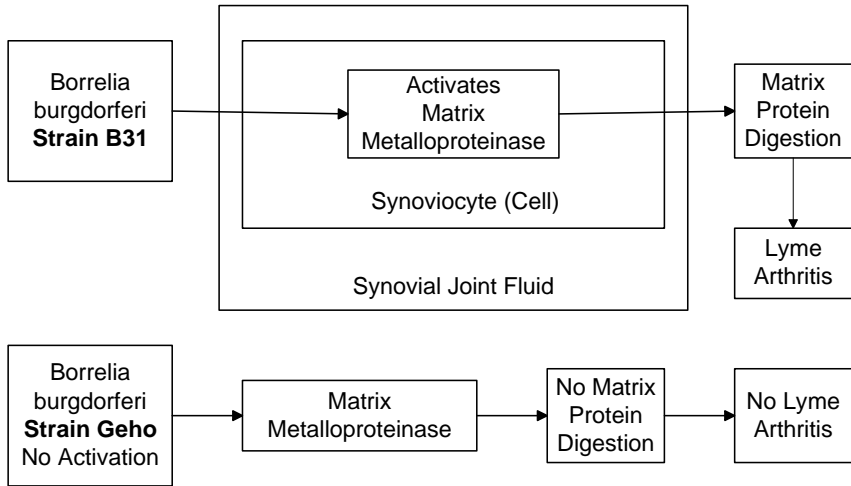 Borrelia
burgdorferi
Strain B31
Activates
Matrix
Metalloproteinase
Synoviocyte (Cell)
Synovial Joint Fluid
Matrix
Protein
Digestion
Lyme
Arthritis
Borrelia
burgdorferi
Strain Geho
No Activation
Matrix
Metalloproteinase
No Matrix
Protein
Digestion
No Lyme
Arthritis